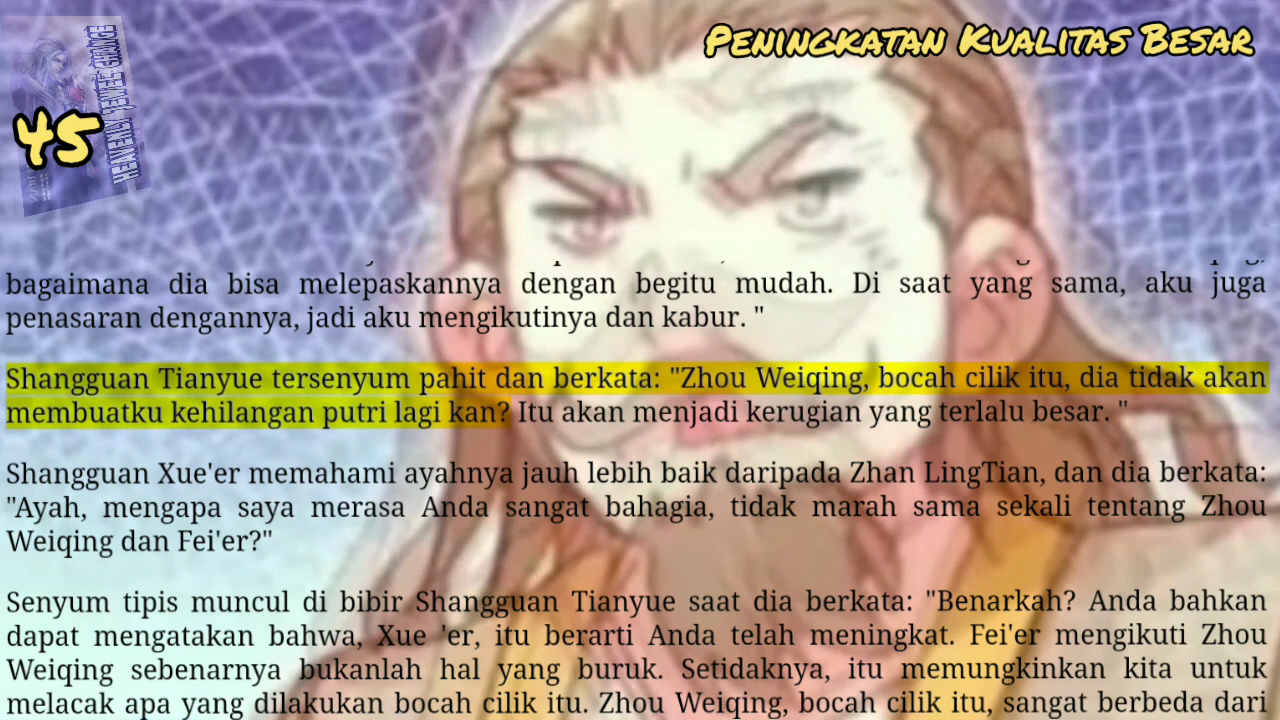 Peningkatan Kualitas Besar
45
HEAVENLY JEWEL CHANGE
bagaimana dia bisa melepaskannya dengan begitu mudah. Di saat yang sama, aku juga
penasaran dengannya, jadi aku mengikutinya dan kabur. "
Shangguan Tianyue tersenyum pahit dan berkata: "Zhou Weiqing, bocah cilik itu, dia tidak akan
membuatku kehilangan putri lagi kan? Itu akan menjadi kerugian yang terlalu besar. "
Shangguan Xue'er memahami ayahnya jauh lebih baik daripada Zhan LingTian, dan dia berkata:
"Ayah, mengapa saya merasa Anda sangat bahagia, tidak marah sama sekali tentang Zhou
Weiqing dan Fei'er?"
Senyum tipis muncul di bibir Shangguan Tianyue saat dia berkata: "Benarkah? Anda bahkan
dapat mengatakan bahwa, Xue 'er, itu berarti Anda telah meningkat. Fei'er mengikuti Zhou
Weiqing sebenarnya bukanlah hal yang buruk. Setidaknya, itu memungkinkan kita untuk
melacak apa yang dilakukan bocah cilik itu. Zhou Weiqing, bocah cilik itu, sangat berbeda dari